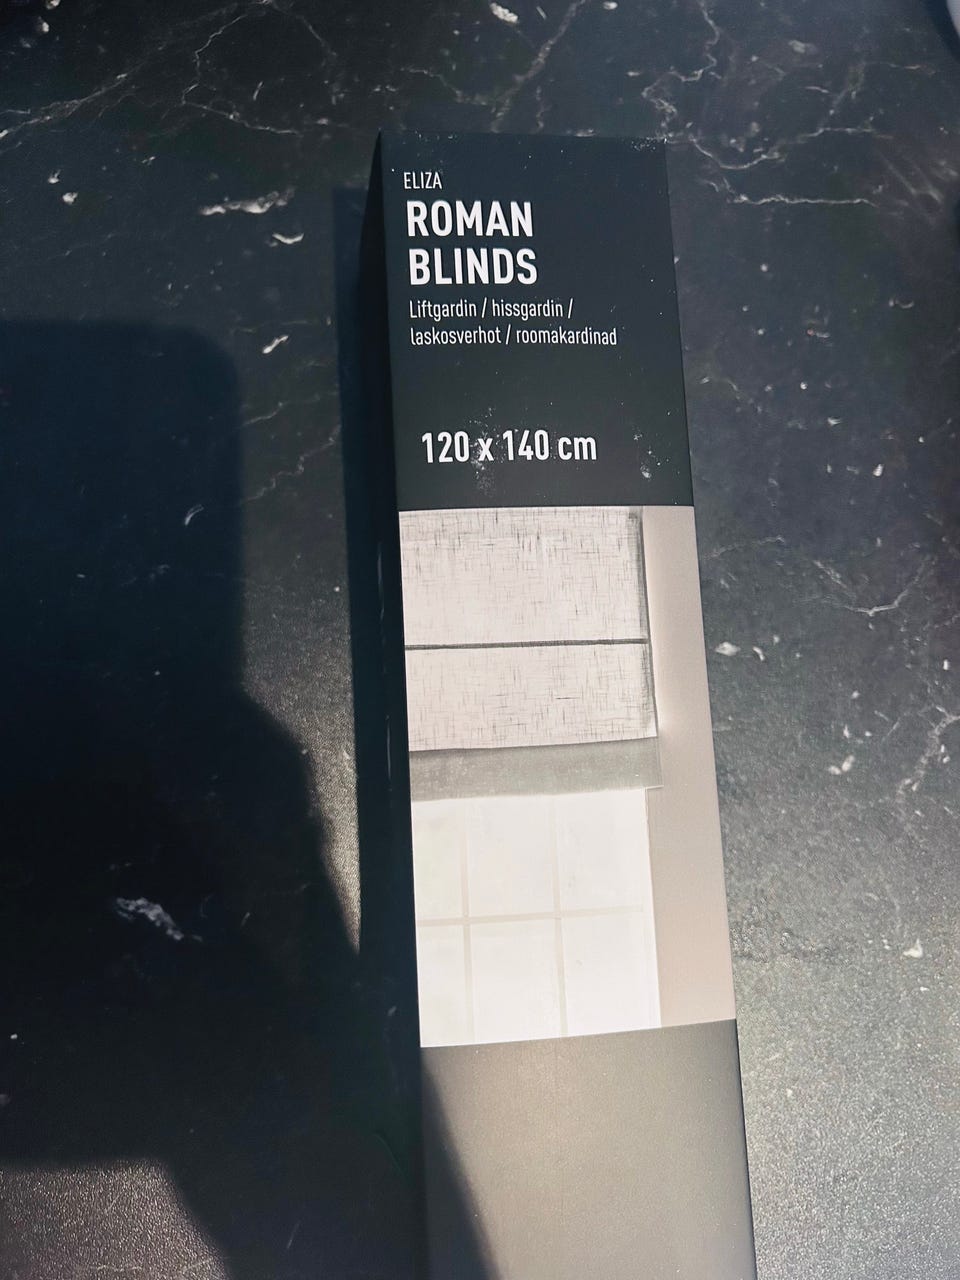 ELIZA
ROMAN
BLINDS
Liftgardin / hissgardin /
laskosverhot / roomakardinad
120 x 140 cm